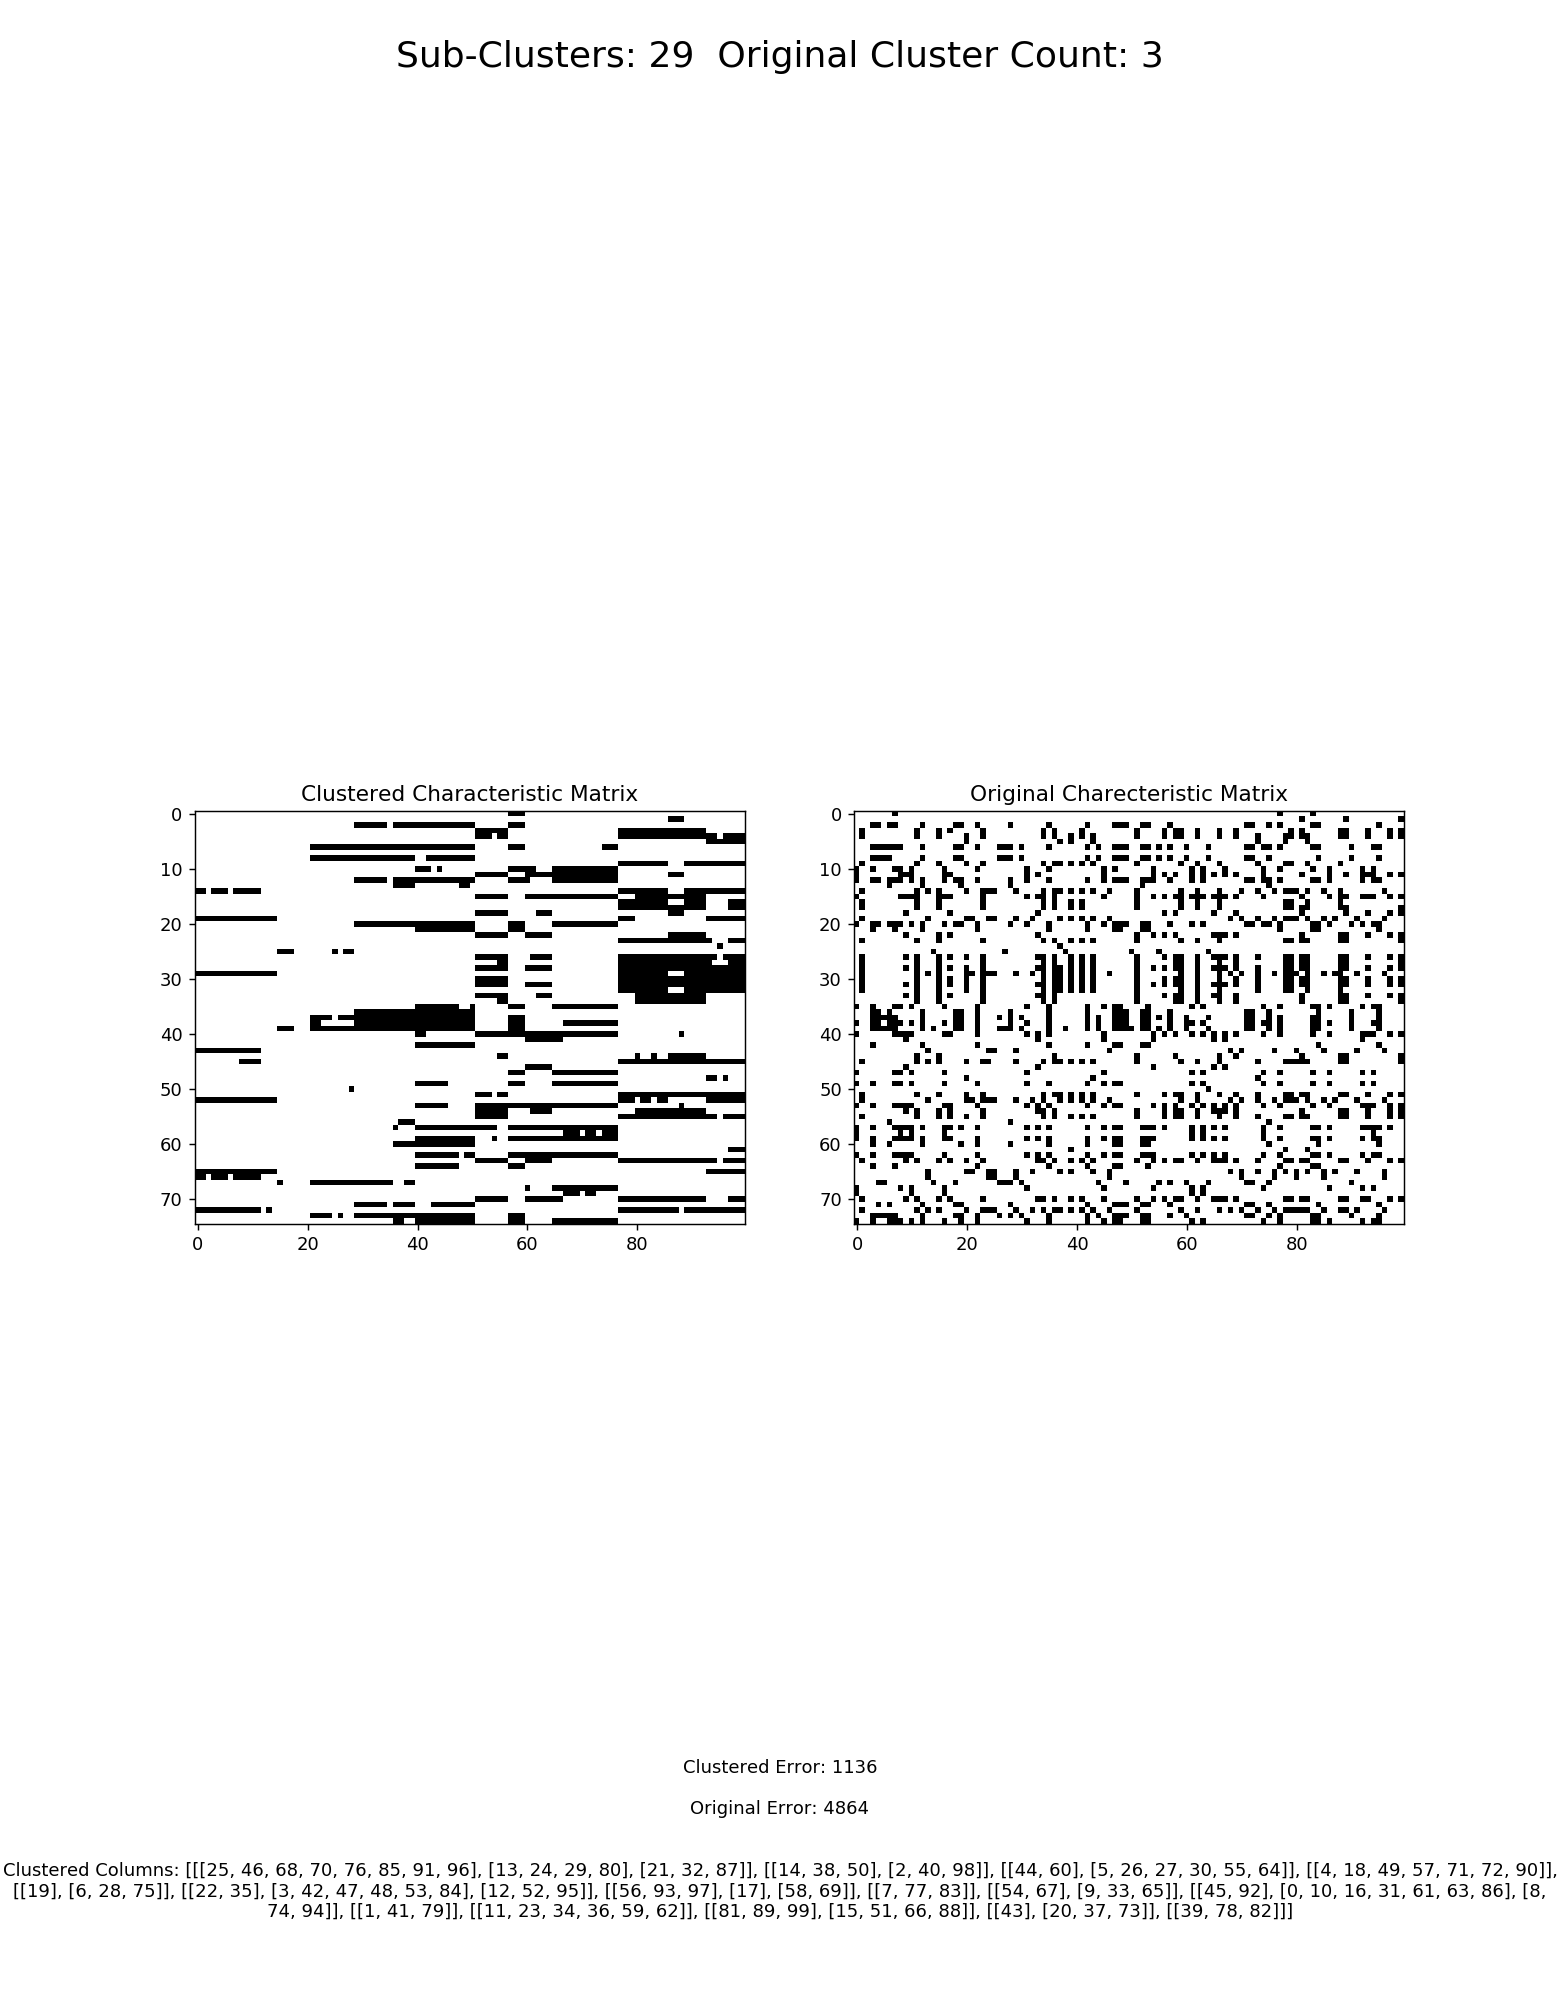 Sub-Clusters: 29  Original Cluster Count: 3
Clustered Characteristic Matrix
0
10
20
30
40
50
60
70
0 20 40 60 80
Original Charecteristic Matrix
0
10
20
30
40
50
60
70
0 20 40 60 80
Clustered Error: 1136
Original Error: 4864
Clustered Columns: [[[25, 46, 68, 70, 76, 85, 91, 96], [13, 24, 29, 80], [21, 32, 87]], [[14, 38, 50], [2, 40, 98]], [[44, 60], [5, 26, 27, 30, 55, 64]], [[4, 18, 49, 57, 71, 72, 90]],
[[19], [6, 28, 75]], [[22, 35], [3, 42, 47, 48, 53, 84], [12, 52, 95]], [[56, 93, 97], [17], [58, 69]], [[7, 77, 83]], [[54, 67], [9, 33, 65]], [[45, 92], [0, 10, 16, 31, 61, 63, 86], [8,
74, 94]], [[1, 41, 79]], [[11, 23, 34, 36, 59, 62]], [[81, 89, 99], [15, 51, 66, 88]], [[43], [20, 37, 73]], [[39, 78, 82]]]